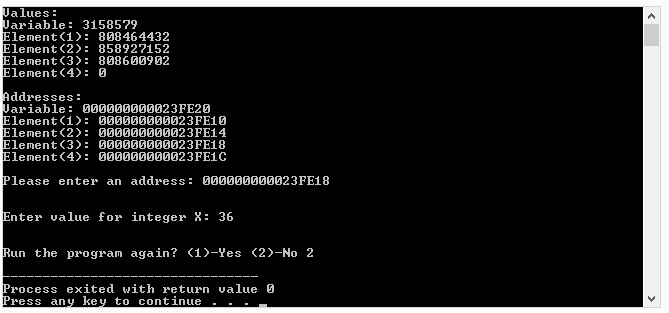 Values:
Variable: 3158579
Element(1): 808464432
Element(2): 858927152
Element(3): 808600902
Element(4): 0
Addresses:
Variable: 000000000023FE20
Element(1): 000000000023FE10
Element(2): 000000000023FE14
Element(3): 000000000023FE18
Element(4): 000000000023FE1C
Please enter an address: 000000000023FE18
Enter value for integer X: 36
Run the program again? (1)-Yes (2)-No 2
--------------------------------
Process exited with return value 0
Press any key to continue . . . _